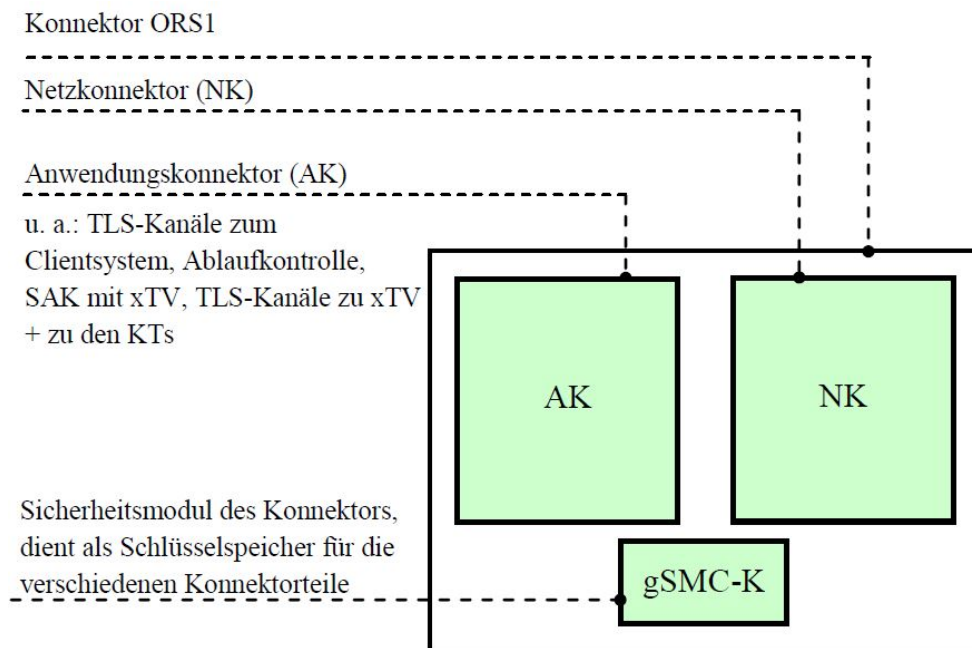 Konnektor ORS1
Netzkonnektor (NK)
Anwendungskonnektor (AK)
u. a.: TLS-Kanäle zum
Clientsystem, Ablaufkontrolle,
SAK mit xTV, TLS-Kanäle zu xTV
+ zu den KTs
AK
NK
Sicherheitsmodul des Konnektors,
dient als Schlüsselspeicher für die
verschiedenen Konnektorteile
gSMC-K